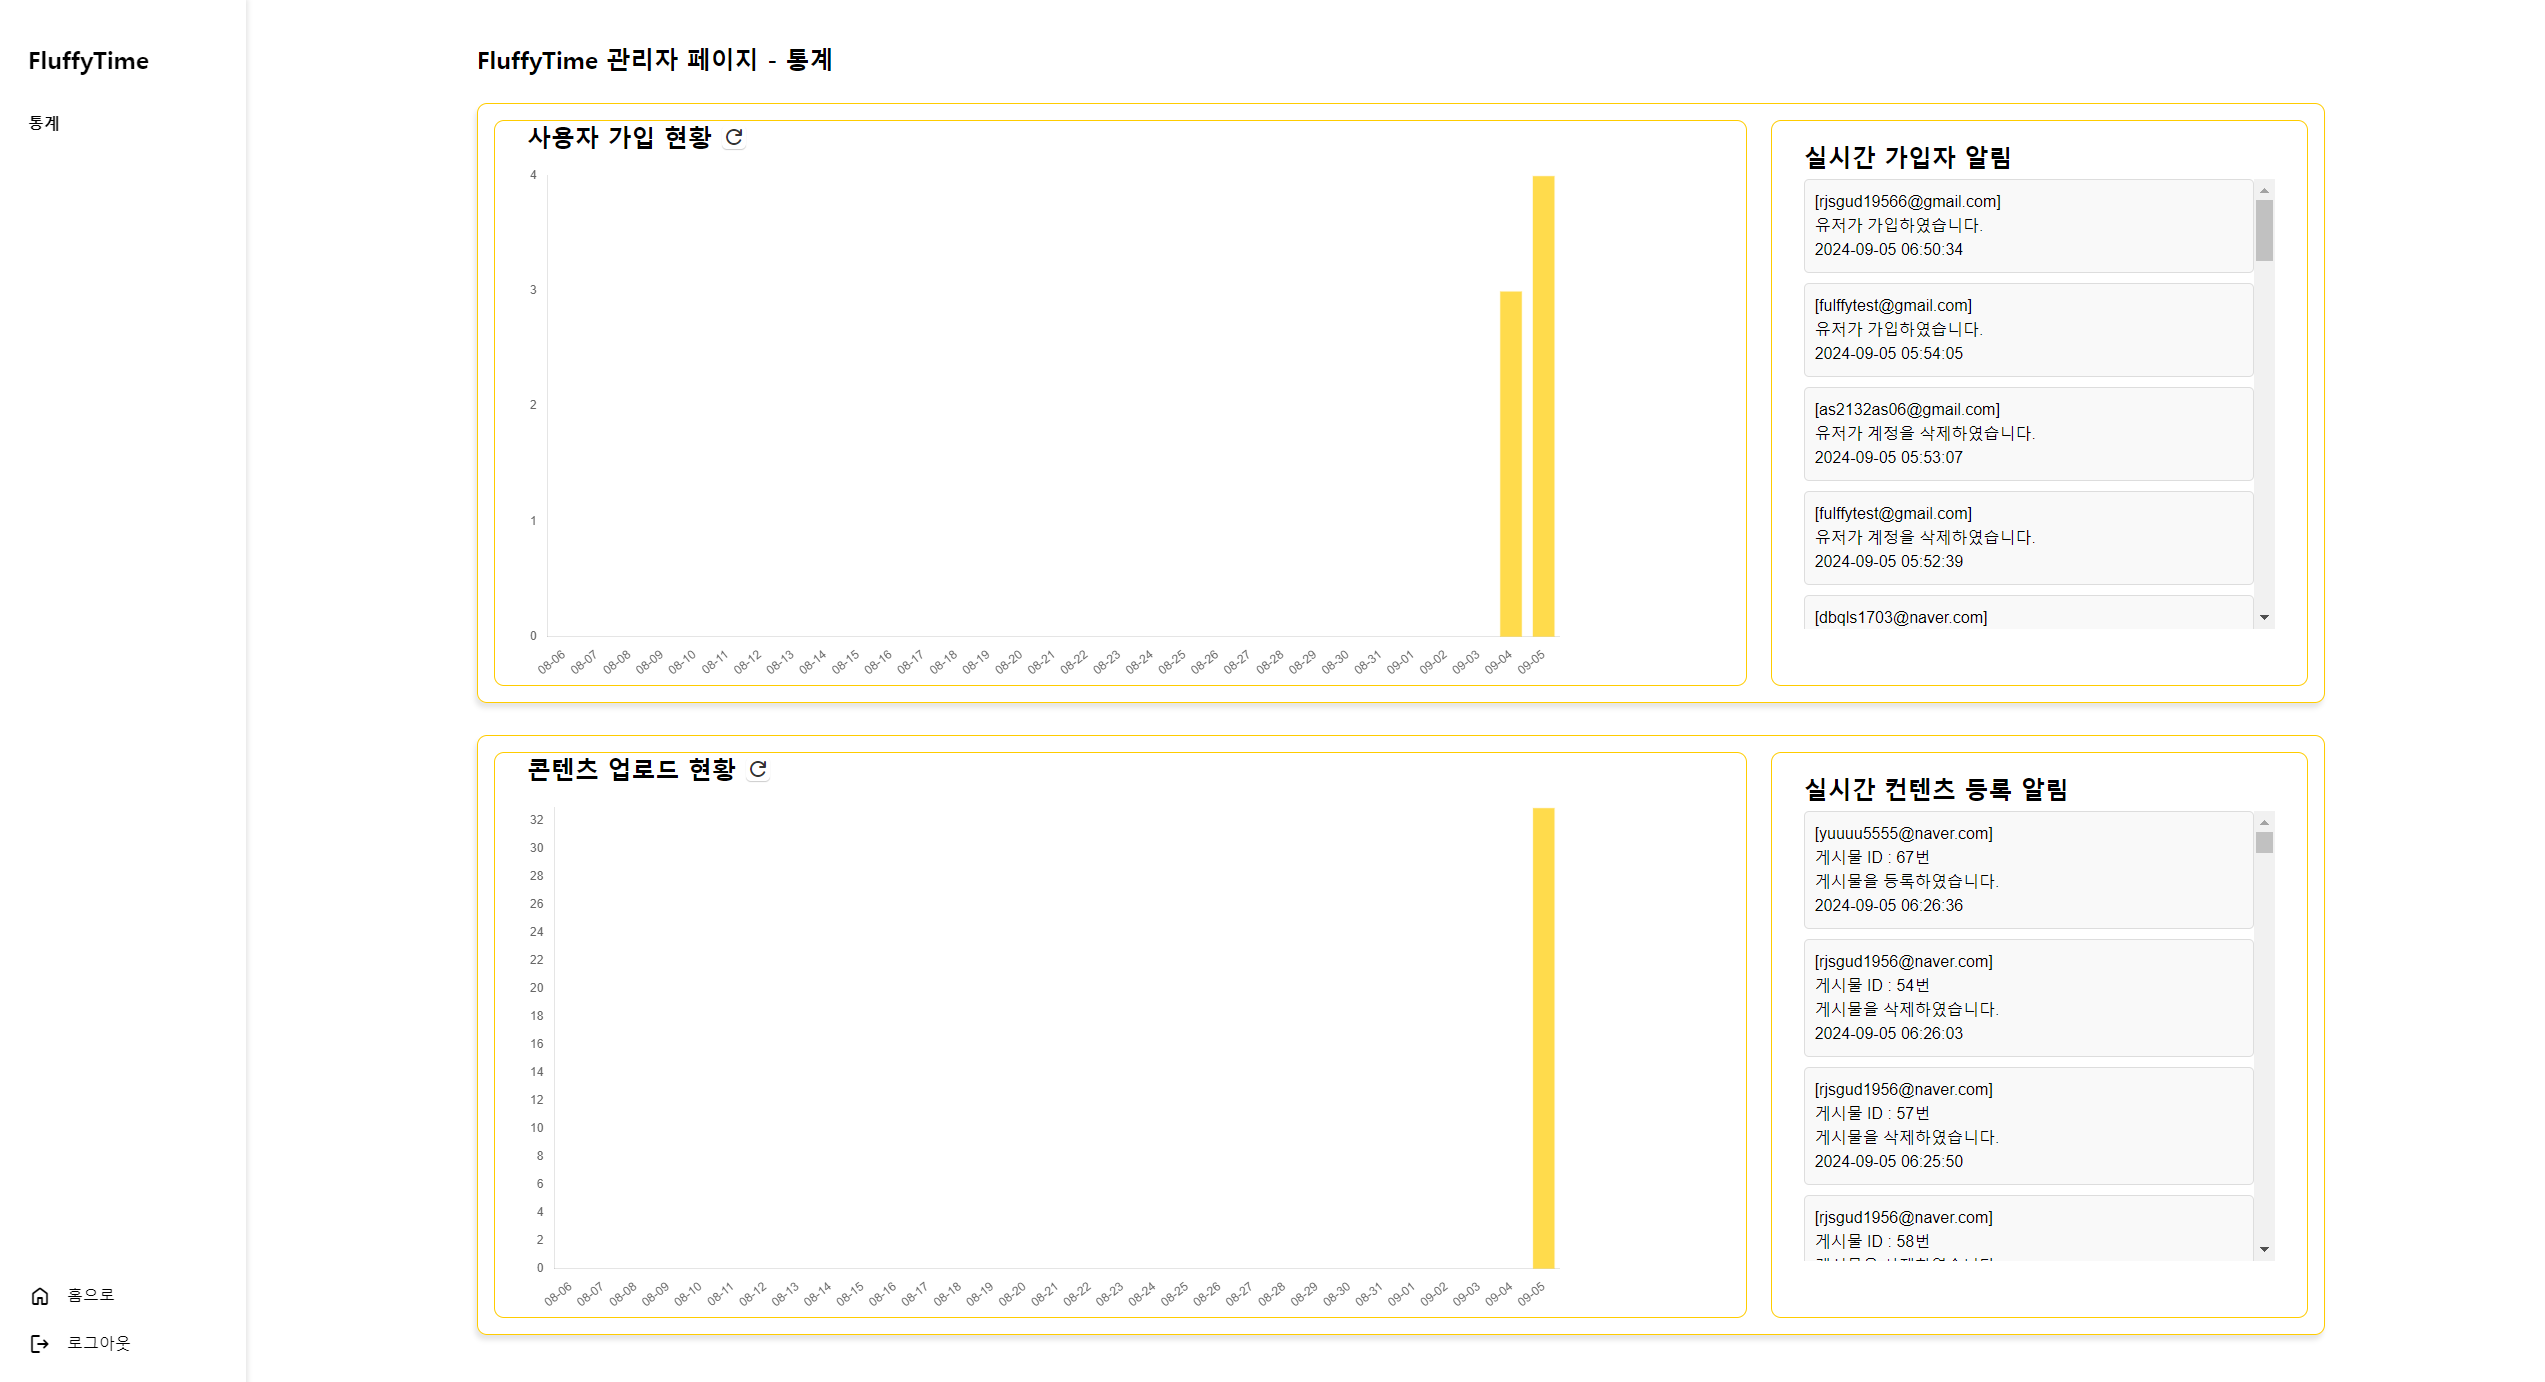 FluffyTime
통계
홈으로
로그아웃
FluffyTime 관리자 페이지 - 통계
사용자 가입 현황
4
3
2
1
0
08-06 08-07 08-08 08-09 08-10 08-11 08-12 08-13 08-14 08-15 08-16 08-17 08-18 08-19 08-20 08-21 08-22 08-23 08-24 08-25 08-26 08-27 08-28 08-29 08-30 08-31 09-01 09-02 09-03 09-04 09-05
실시간 가입자 알림
[rjsgud19566@gmail.com]
유저가 가입하였습니다.
2024-09-05 06:50:34
[fulffytest@gmail.com]
유저가 가입하였습니다.
2024-09-05 05:54:05
[as2132as06@gmail.com]
유저가 계정을 삭제하였습니다.
2024-09-05 05:53:07
[fulffytest@gmail.com]
유저가 계정을 삭제하였습니다.
2024-09-05 05:52:39
[dbqls1703@naver.com]
콘텐츠 업로드 현황
32
30
28
26
24
22
20
18
16
14
12
10
8
6
4
2
0
08-06 08-07 08-08 08-09 08-10 08-11 08-12 08-13 08-14 08-15 08-16 08-17 08-18 08-19 08-20 08-21 08-22 08-23 08-24 08-25 08-26 08-27 08-28 08-29 08-30 08-31 09-01 09-02 09-03 09-04 09-05
실시간 컨텐츠 등록 알림
[yuuuu5555@naver.com]
게시물 ID : 67번
게시물을 등록하였습니다.
2024-09-05 06:26:36
[rjsgud1956@naver.com]
게시물 ID : 54번
게시물을 삭제하였습니다.
2024-09-05 06:26:03
[rjsgud1956@naver.com]
게시물 ID : 57번
게시물을 삭제하였습니다.
2024-09-05 06:25:50
[rjsgud1956@naver.com]
게시물 ID : 58번